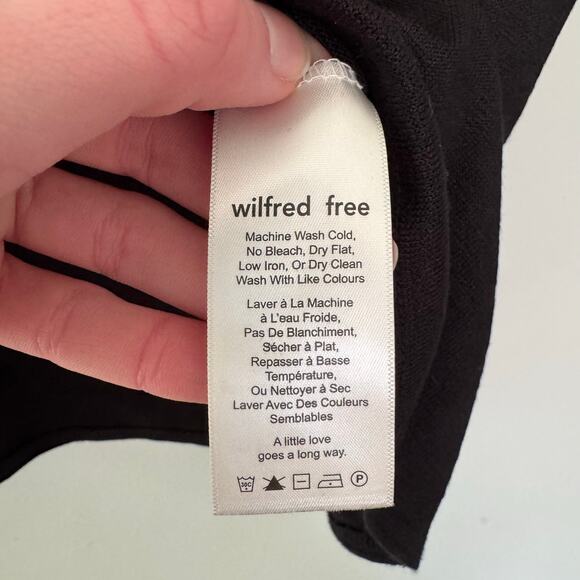 wilfred free
Machine Wash Cold,
No Bleach, Dry Flat,
Low Iron, Or Dry Clean
Wash With Like Colours
Laver à La Machine
à L'eau Froide,
Pas De Blanchiment,
Sécher à Plat,
Repasser à Basse
Température,
Ou Nettoyer à Sec
Laver Avec Des Couleurs
Semblables
A little love
goes a long way.
30C P